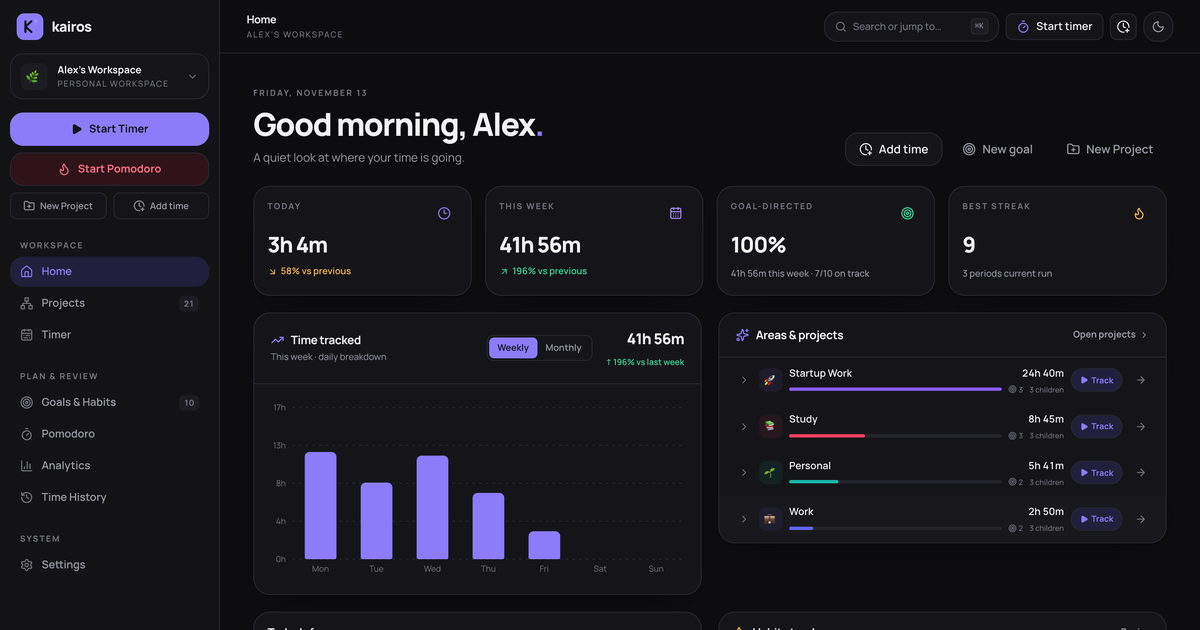 kairos
Alex's Workspace
PERSONAL WORKSPACE
Start Timer
Start Pomodoro
New Project
Add time
WORKSPACE
Home
Projects 21
Timer
PLAN & REVIEW
Goals & Habits 10
Pomodoro
Analytics
Time History
SYSTEM
Settings
Home
ALEX'S WORKSPACE
Search or jump to... ⌘K
Start timer
FRIDAY, NOVEMBER 13
Good morning, Alex.
A quiet look at where your time is going.
Add time
New goal
New Project
TODAY
3h 4m
↘ 58% vs previous
THIS WEEK
41h 56m
↗ 196% vs previous
GOAL-DIRECTED
100%
41h 56m this week · 7/10 on track
BEST STREAK
9
3 periods current run
Time tracked
This week · daily breakdown
Weekly Monthly
41h 56m
↑ 196% vs last week
17h
13h
8h
4h
0h
Mon Tue Wed Thu Fri Sat Sun
Areas & projects
Open projects
Startup Work 24h 40m
3 3 children
Track
Study 8h 45m
3 3 children
Track
Personal 5h 41m
2 3 children
Track
Work 2h 50m
2 3 children
Track